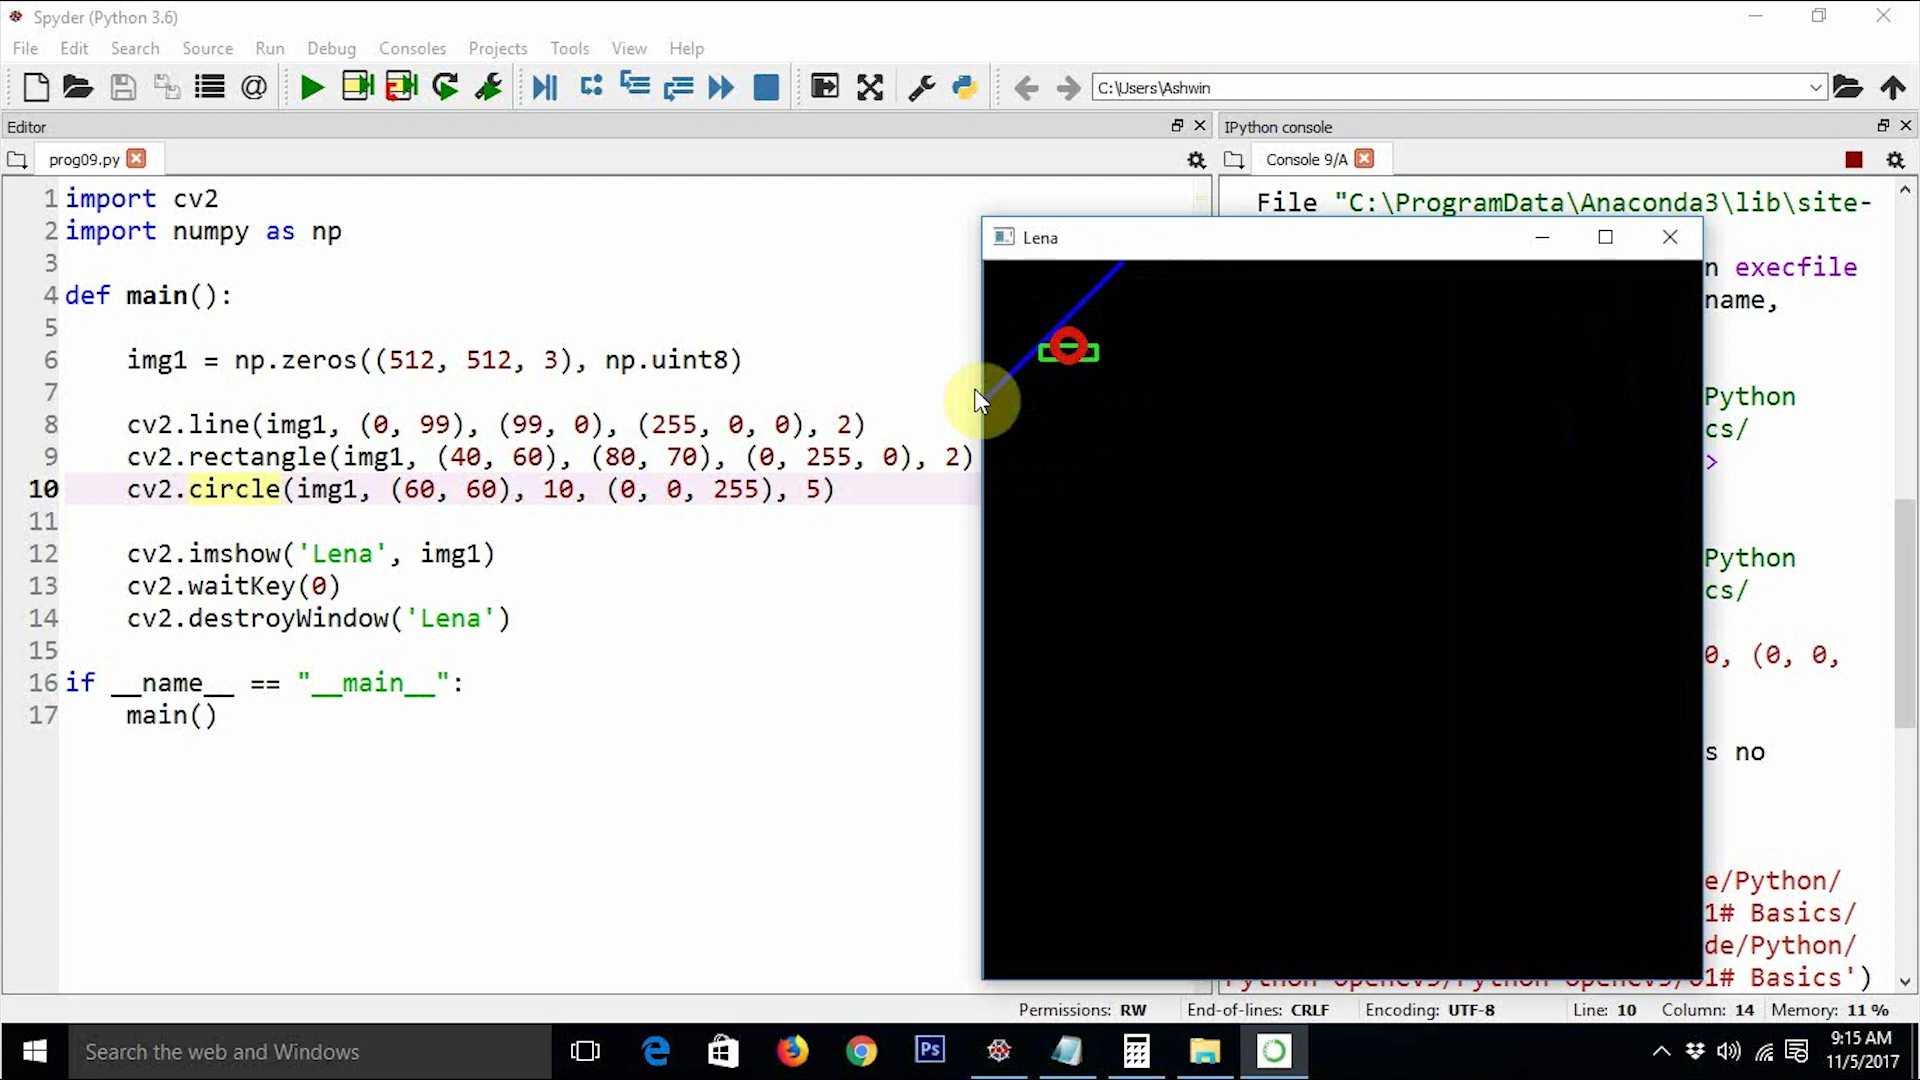 Spyder (Python 3.6)
File Edit Search Source Run Debug Consoles Projects Tools View Help
C:\Users\Ashwin
Editor
IPython console
prog09.py
Console 9/A
1 import cv2
2 import numpy as np
3
4 def main():
5
6 img1 = np.zeros((512, 512, 3), np.uint8)
7
8 cv2.line(img1, (0, 99), (99, 0), (255, 0, 0), 2)
9 cv2.rectangle(img1, (40, 60), (80, 70), (0, 255, 0), 2)
10 cv2.circle(img1, (60, 60), 10, (0, 0, 255), 5)
11
12 cv2.imshow('Lena', img1)
13 cv2.waitKey(0)
14 cv2.destroyWindow('Lena')
15
16 if __name__ == "__main__":
17 main()
File "C:\ProgramData\Anaconda3\lib\site-
Lena
n execfile
name,
Python
cs/
>
Python
cs/
0, (0, 0,
s no
e/Python/
1# Basics/
de/Python/
1# Basics')
Permissions: RW End-of-lines: CRLF Encoding: UTF-8 Line: 10 Column: 14 Memory: 11 %
Search the web and Windows
Ps
9:15 AM
11/5/2017